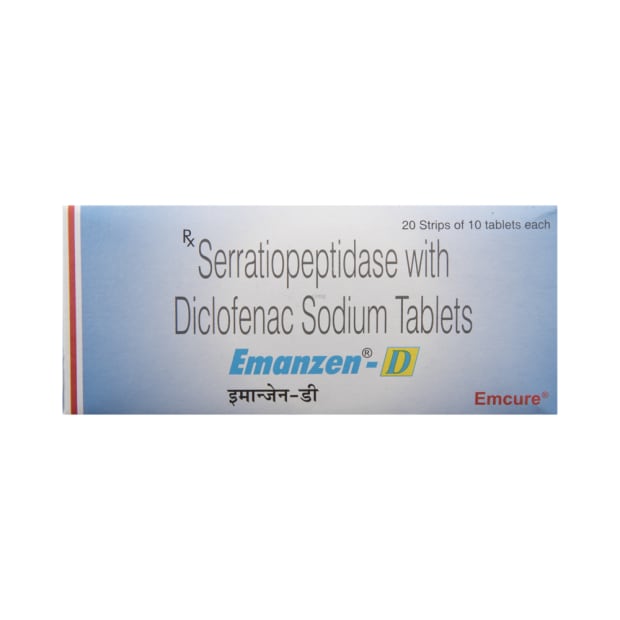 20 Strips of 10 tablets each
Rx Serratiopeptidase with
Diclofenac Sodium Tablets
Emanzen®-D
इमान्जेन-डी
Emcure®